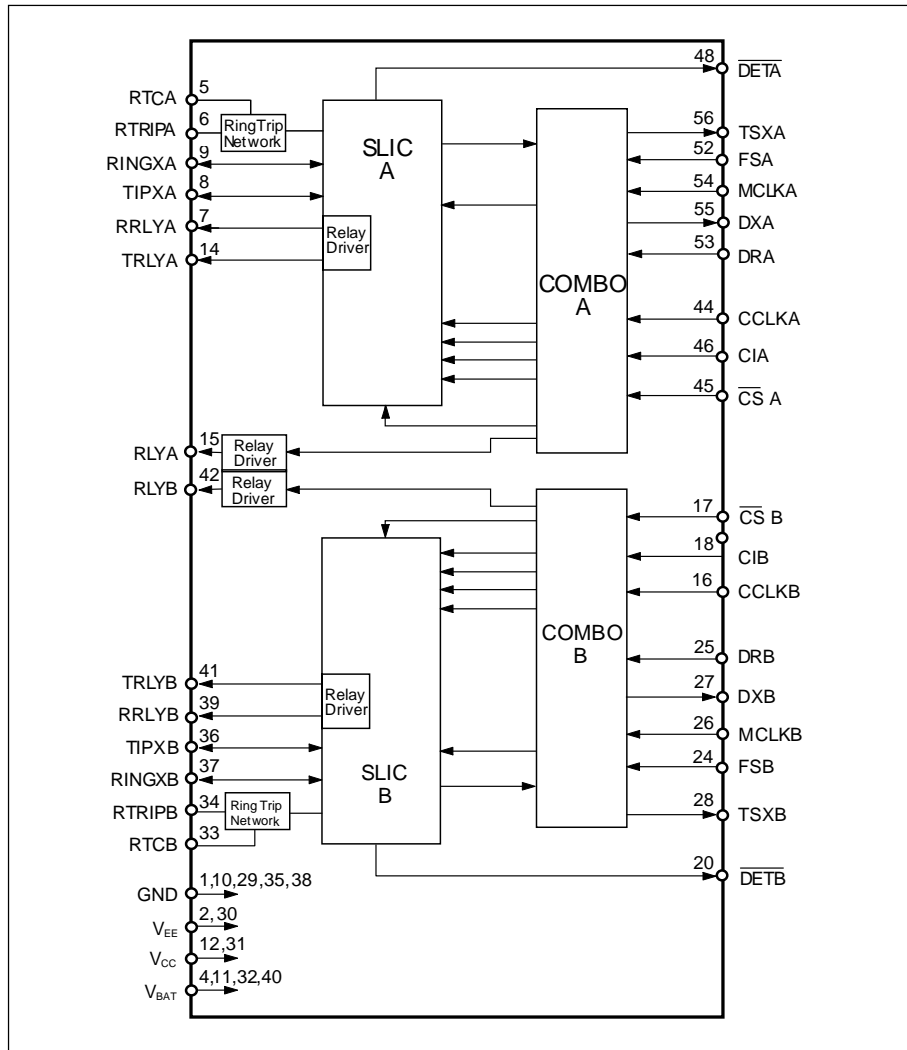 48
DETA
5
RTCA
6
RTRIPA
RingTrip
Network
9
RINGXA
8
TIPXA
7
RRLYA
14
TRLYA
SLIC
A
Relay
Driver
COMBO
A
56
TSXA
52
FSA
54
MCLKA
55
DXA
53
DRA
44
CCLKA
46
CIA
45
CS A
15
RLYA
Relay
Driver
42
RLYB
Relay
Driver
17
CS B
18
CIB
16
CCLKB
COMBO
B
25
DRB
27
DXB
26
MCLKB
24
FSB
28
TSXB
20
DETB
41
TRLYB
39
RRLYB
Relay
Driver
36
TIPXB
37
RINGXB
SLIC
B
34
RTRIPB
Ring Trip
Network
33
RTCB
1,10,29,35,38
GND
2,30
VEE
12,31
VCC
4,11,32,40
VBAT